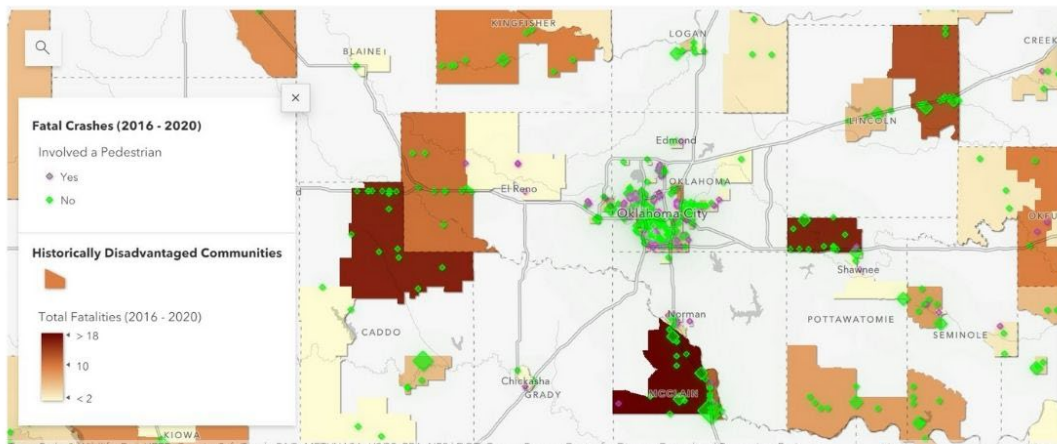 KINGFISHER
LOGAN
BLAINE
CREEK
Fatal Crashes (2016 - 2020)
Involved a Pedestrian
Yes
No
LINCOLN
Edmond
El Reno
OKLAHOMA
Oklahoma City
Historically Disadvantaged Communities
Shawnee
Total Fatalities (2016 - 2020)
> 18
10
< 2
Norman
POTTAWATOMIE
SEMINOLE
CADDO
Chickasha
GRADY
MCCLAIN
KIOWA